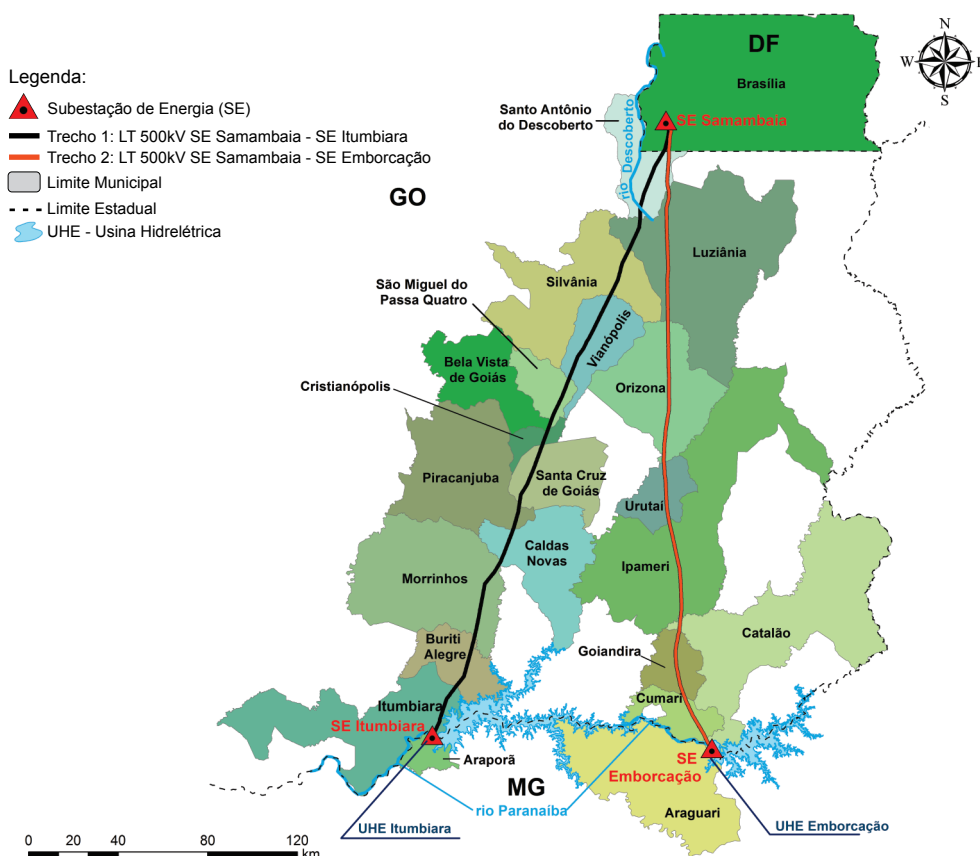 Legenda:
Subestação de Energia (SE)
Trecho 1: LT 500kV SE Samambaia - SE Itumbiara
Trecho 2: LT 500kV SE Samambaia - SE Emborcação
Limite Municipal
Limite Estadual
UHE - Usina Hidrelétrica
N
W
E
S
DF
Brasília
SE Samambaia
Santo Antônio
do Descoberto
rio Descoberto
GO
Luziânia
Silvânia
São Miguel do
Passa Quatro
Vianópolis
Bela Vista
de Goiás
Cristianópolis
Orizona
Piracanjuba
Santa Cruz
de Goiás
Urutaí
Caldas
Novas
Ipameri
Morrinhos
Catalão
Buriti
Alegre
Goiandira
Cumari
Itumbiara
SE Itumbiara
Araporã
SE
Emborcação
MG
rio Paranaíba
Araguari
UHE Itumbiara
UHE Emborcação
0 20 40 80 120
km